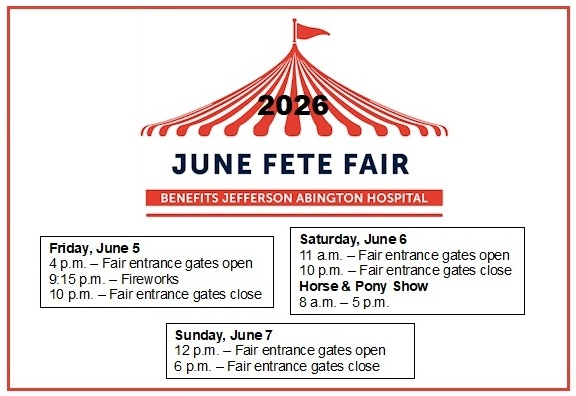 2026
JUNE FETE FAIR
BENEFITS JEFFERSON ABINGTON HOSPITAL
Friday, June 5
4 p.m. – Fair entrance gates open
9:15 p.m. – Fireworks
10 p.m. – Fair entrance gates close
Saturday, June 6
11 a.m. – Fair entrance gates open
10 p.m. – Fair entrance gates close
Horse & Pony Show
8 a.m. – 5 p.m.
Sunday, June 7
12 p.m. – Fair entrance gates open
6 p.m. – Fair entrance gates close